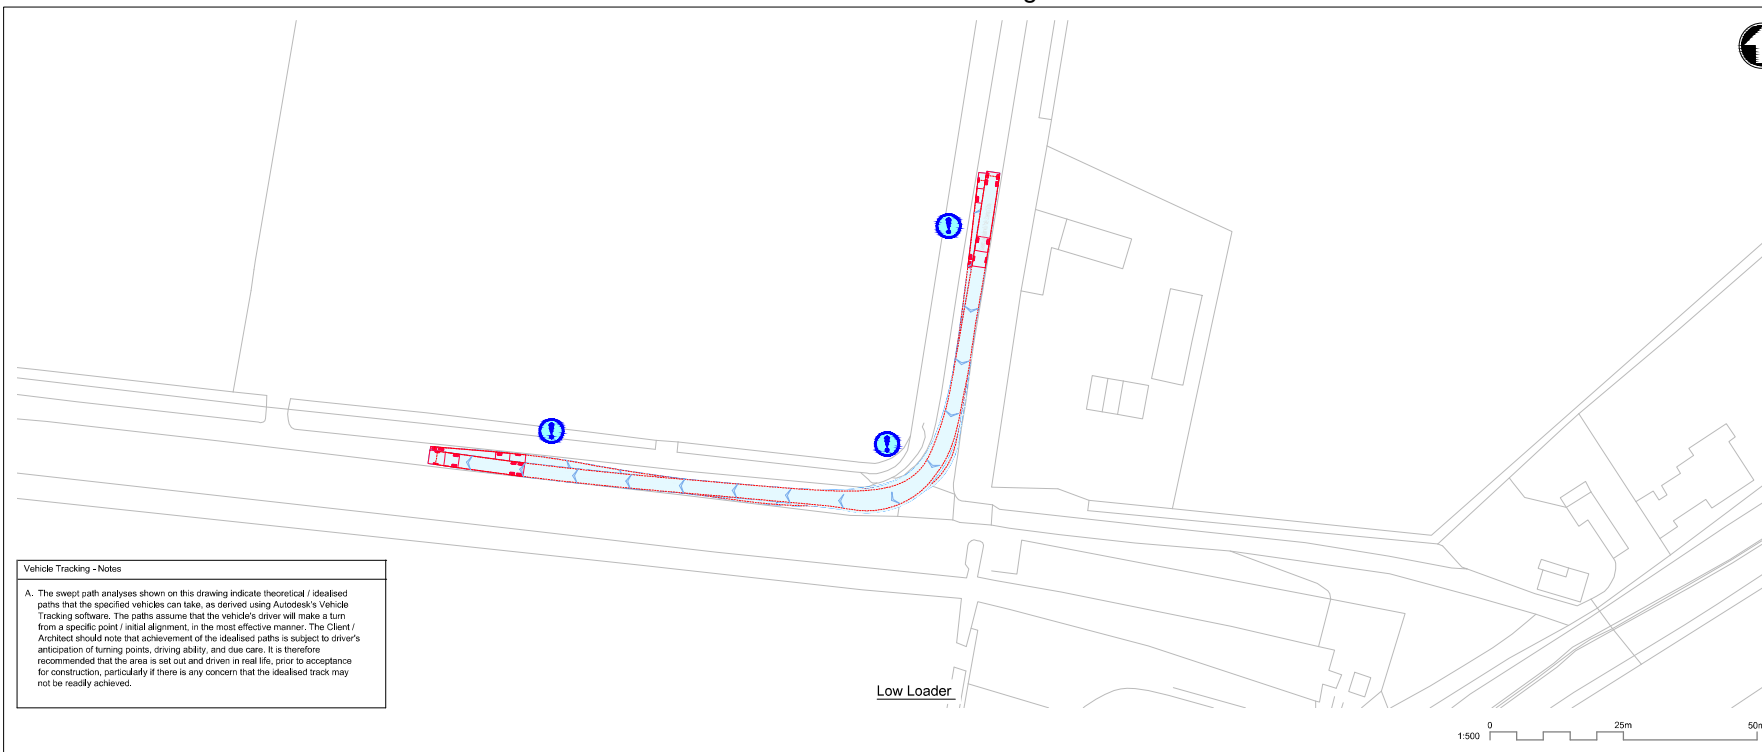 Vehicle Tracking - Notes
A. The swept path analyses shown on this drawing indicate theoretical / idealised
paths that the specified vehicles can take, as derived using Autodesk's Vehicle
Tracking software. The paths assume that the vehicle's driver will make a turn
from a specific point / initial alignment, in the most effective manner. The Client /
Architect should note that achievement of the idealised paths is subject to driver's
anticipation of turning points, driving ability, and due care. It is therefore
recommended that the area is set out and driven in real life, prior to acceptance
for construction, particularly if there is any concern that the idealised track may
not be readily achieved.
Low Loader
0 25m 50m
1:500